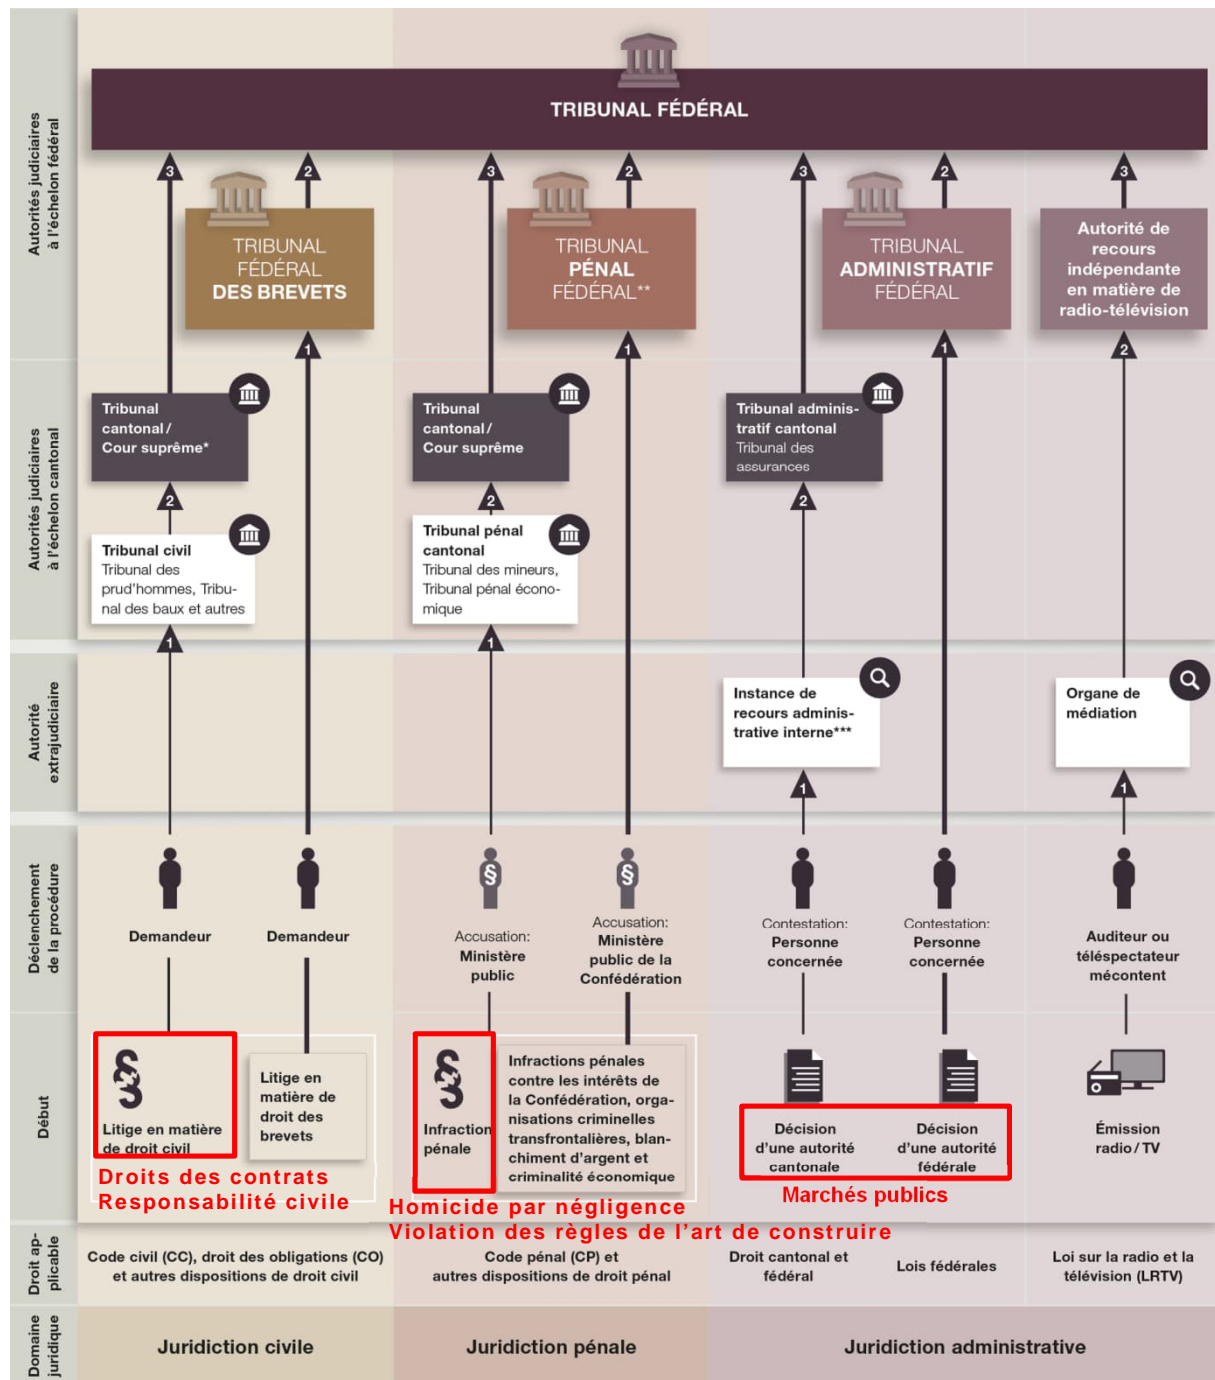 Autorités judiciaires
à l'échelon fédéral
TRIBUNAL FÉDÉRAL
3
2
3
2
3
2
3
TRIBUNAL
FÉDÉRAL
DES BREVETS
TRIBUNAL
PÉNAL
FÉDÉRAL**
TRIBUNAL
ADMINISTRATIF
FÉDÉRAL
Autorité de
recours
indépendante
en matière de
radio-télévision
1
1
1
2
Autorités judiciaires
à l'échelon cantonal
Tribunal
cantonal/
Cour suprême*
Tribunal
cantonal/
Cour suprême
Tribunal adminis-
tratif cantonal
Tribunal des
assurances
2
2
2
Tribunal civil
Tribunal des
prud'hommes, Tribu-
nal des baux et autres
Tribunal pénal
cantonal
Tribunal des mineurs,
Tribunal pénal écono-
mique
1
1
Autorité
extrajudiciaire
Instance de
recours adminis-
trative interne***
Organe de
médiation
1
1
Déclenchement
de la procédure
Demandeur
Demandeur
§
Accusation:
Ministère
public
§
Accusation:
Ministère
public de la
Confédération
Contestation:
Personne
concernée
Contestation:
Personne
concernée
Auditeur ou
téléspectateur
mécontent
Début
§
Litige en matière
de droit civil
Litige en
matière de
droit des
brevets
§
Infraction
pénale
Infractions pénales
contre les intérêts de
la Confédération, orga-
nisations criminelles
transfrontalières, blan-
chiment d'argent et
criminalité économique
Décision
d'une autorité
cantonale
Décision
d'une autorité
fédérale
Émission
radio/TV
Droits des contrats
Responsabilité civile
Homicide par négligence
Violation des règles de l'art de construire
Marchés publics
Droit ap-
plicable
Code civil (CC), droit des obligations (CO)
et autres dispositions de droit civil
Code pénal (CP) et
autres dispositions de droit pénal
Droit cantonal et
fédéral
Lois fédérales
Loi sur la radio et la
télévision (LRTV)
Domaine
juridique
Juridiction civile
Juridiction pénale
Juridiction administrative